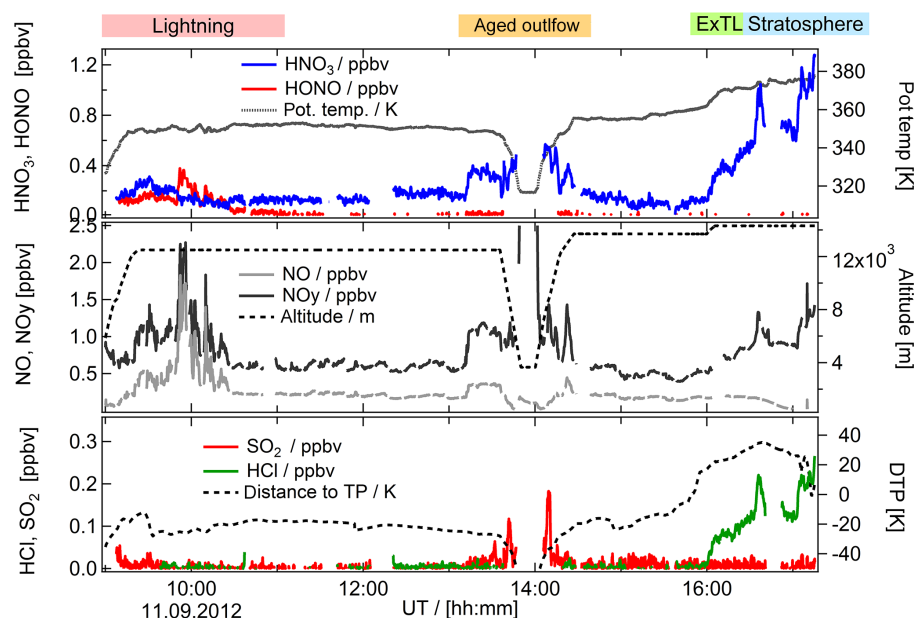 Lightning
Aged outlfow
ExTL Stratosphere
HNO3, HONO [ppbv]
1.2
0.8
0.4
0.0
HNO3 / ppbv
HONO / ppbv
Pot. temp. / K
380
360
340
320
Pot temp.
[K]
NO, NOy [ppbv]
2.5
2.0
1.5
1.0
0.5
NO / ppbv
NOy / ppbv
Altitude / m
12x10³
8
4
Altitude
[m]
HCl, SO2 [ppbv]
0.3
0.2
0.1
0.0
SO2 / ppbv
HCl / ppbv
Distance to TP / K
40
20
0
-20
-40
DTP
[K]
10:00
12:00
14:00
16:00
11.09.2012
UT / [hh:mm]